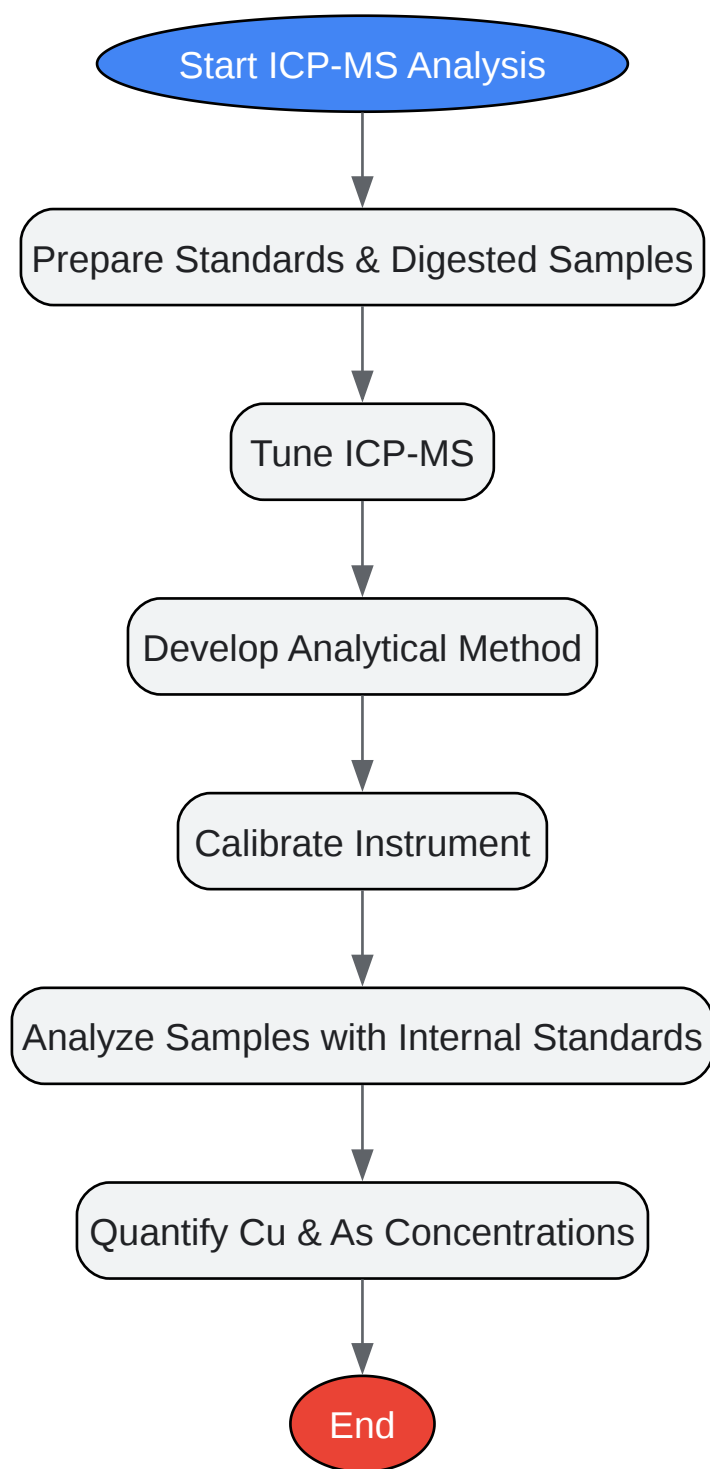 Start ICP-MS Analysis
Prepare Standards & Digested Samples
Tune ICP-MS
Develop Analytical Method
Calibrate Instrument
Analyze Samples with Internal Standards
Quantify Cu & As Concentrations
End